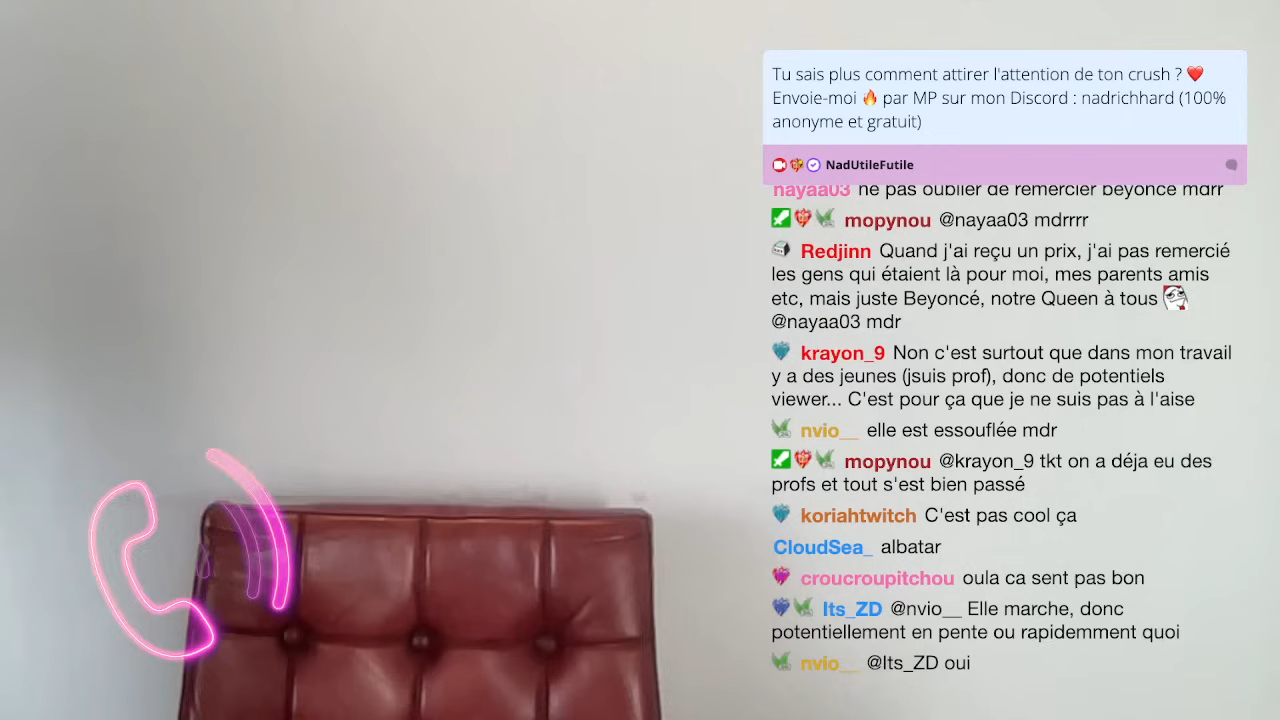 Tu sais plus comment attirer l'attention de ton crush ? ❤️
Envoie-moi 🔥 par MP sur mon Discord : nadrichhard (100%
anonyme et gratuit)
NadUtileFutile
nayaa03 ne pas oublier de remercier beyoncé mdrr
mopynou @nayaa03 mdrrrr
Redjinn Quand j'ai reçu un prix, j'ai pas remercié
les gens qui étaient là pour moi, mes parents amis
etc, mais juste Beyoncé, notre Queen à tous
@nayaa03 mdr
krayon_9 Non c'est surtout que dans mon travail
y a des jeunes (jsuis prof), donc de potentiels
viewer... C'est pour ça que je ne suis pas à l'aise
nvio__ elle est essouflée mdr
mopynou @krayon_9 tkt on a déja eu des
profs et tout s'est bien passé
koriahtwitch C'est pas cool ça
CloudSea_ albatar
croucroupitchou oula ca sent pas bon
Its_ZD @nvio__ Elle marche, donc
potentiellement en pente ou rapidemment quoi
nvio__ @Its_ZD oui